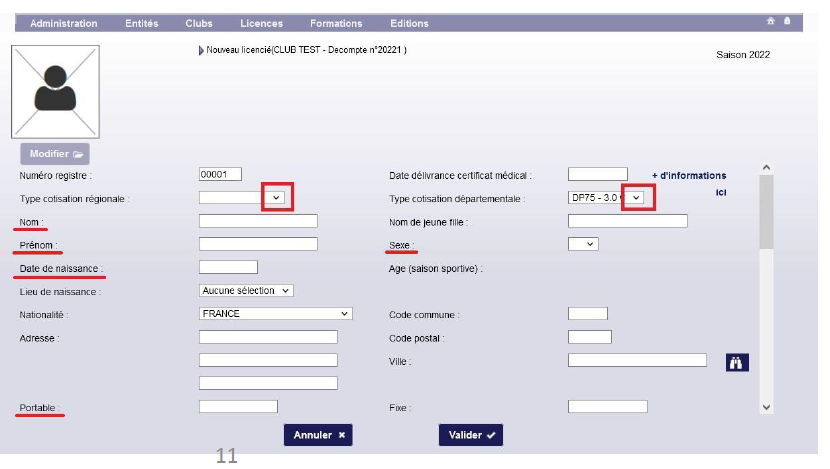 Administration Entités Clubs Licences Formations Editions
Nouveau licencié(CLUB TEST - Decompte n°20221 )
Saison 2022
Modifier
Numéro registre : 00001 Date délivrance certificat médical : + d'informations
ici
Type cotisation régionale : Type cotisation départementale : DP75 - 3.0
Nom : Nom de jeune fille :
Prénom : Sexe :
Date de naissance : Age (saison sportive) :
Lieu de naissance : Aucune sélection
Nationalité : FRANCE Code commune :
Adresse : Code postal :
Ville :
Portable : Fixe :
Annuler Valider
11